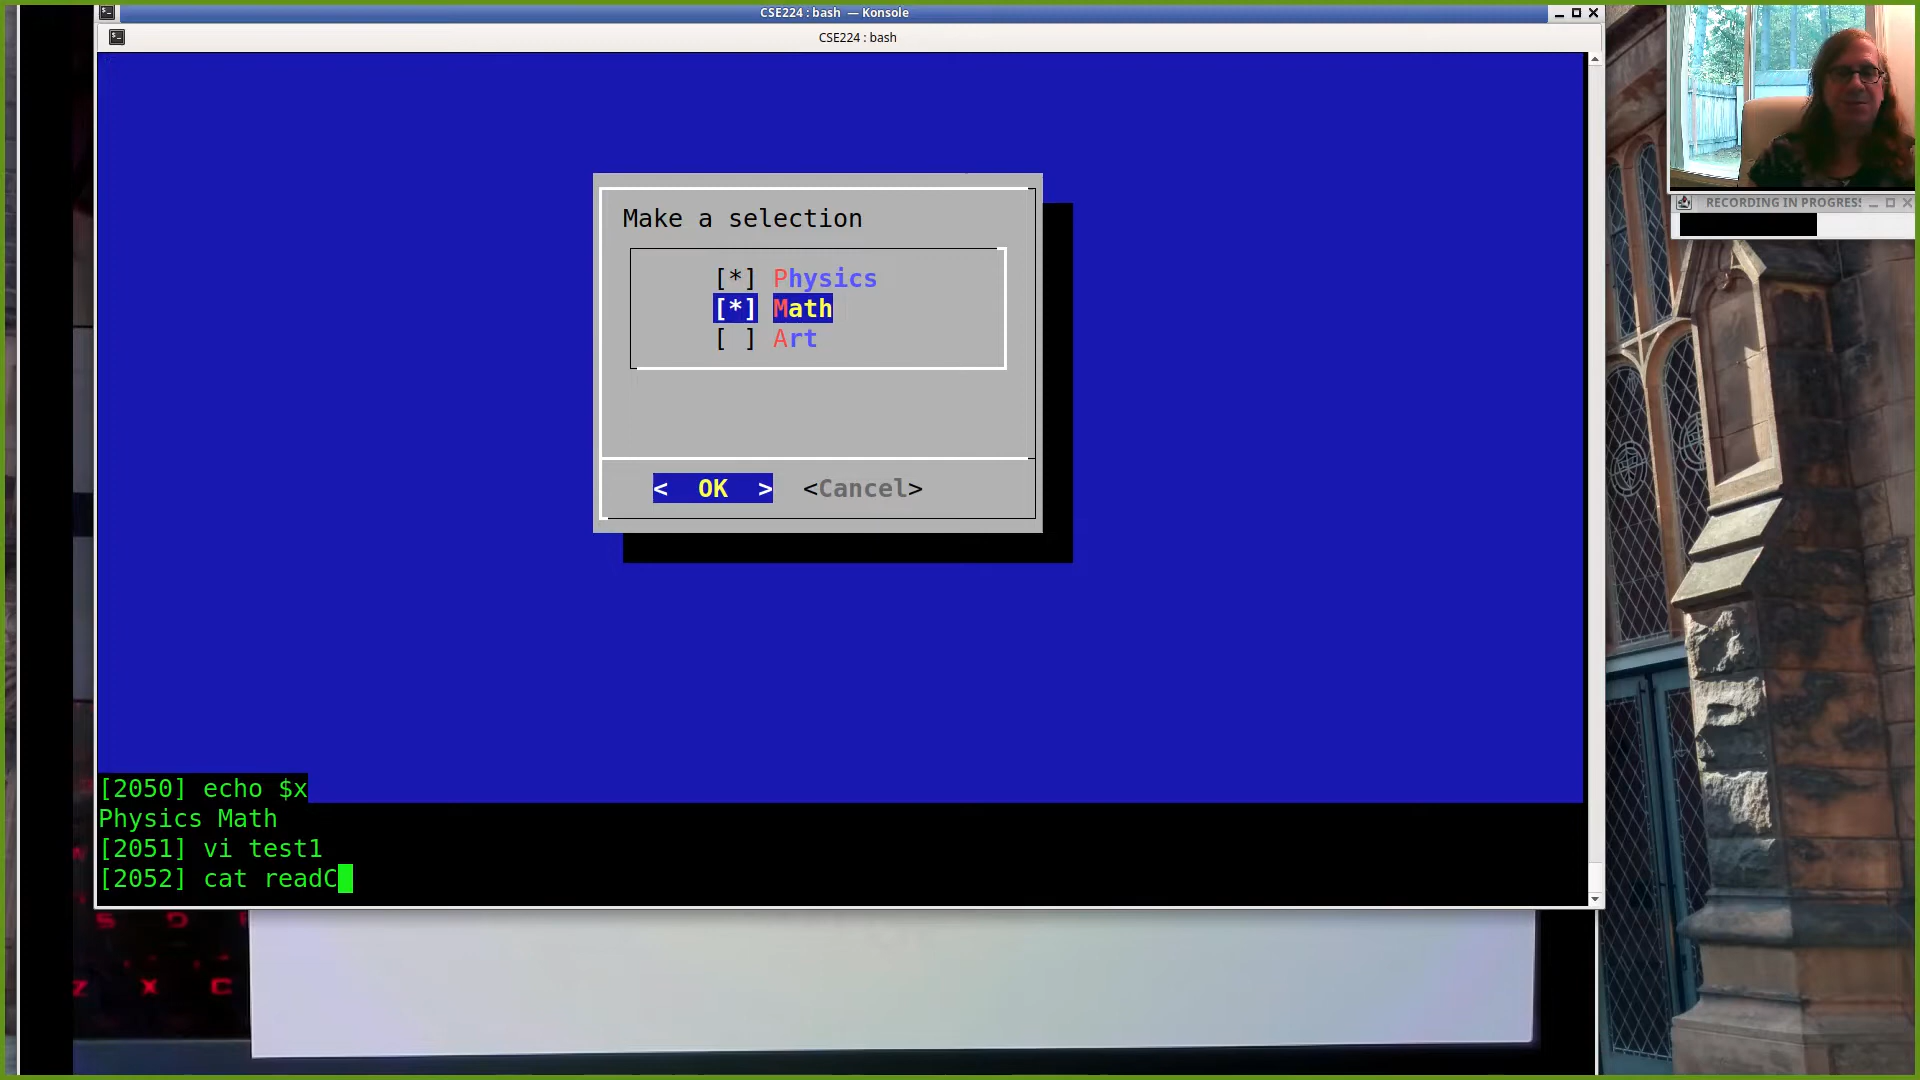 CSE224 : bash — Konsole
CSE224 : bash
Make a selection
[*] Physics
[*] Math
[ ] Art
< OK > <Cancel>
[2050] echo $x
Physics Math
[2051] vi test1
[2052] cat readC
RECORDING IN PROGRES
S D
Z X C